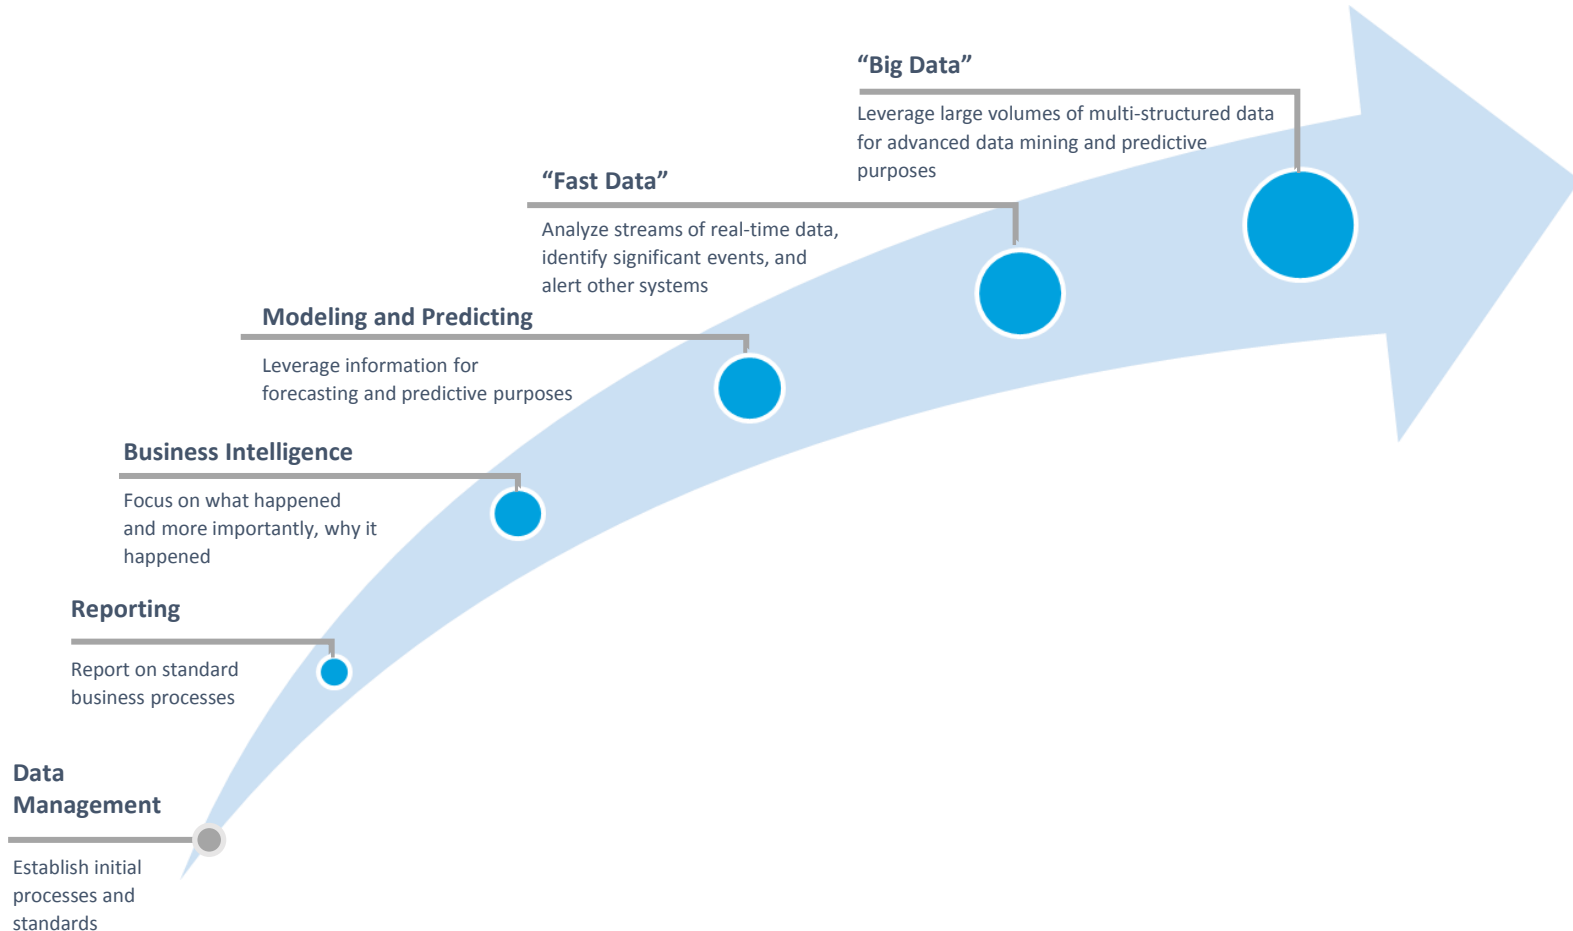 “Big Data”
Leverage large volumes of multi-structured data
for advanced data mining and predictive
purposes
“Fast Data”
Analyze streams of real-time data,
identify significant events, and
alert other systems
Modeling and Predicting
Leverage information for
forecasting and predictive purposes
Business Intelligence
Focus on what happened
and more importantly, why it
happened
Reporting
Report on standard
business processes
Data
Management
Establish initial
processes and
standards